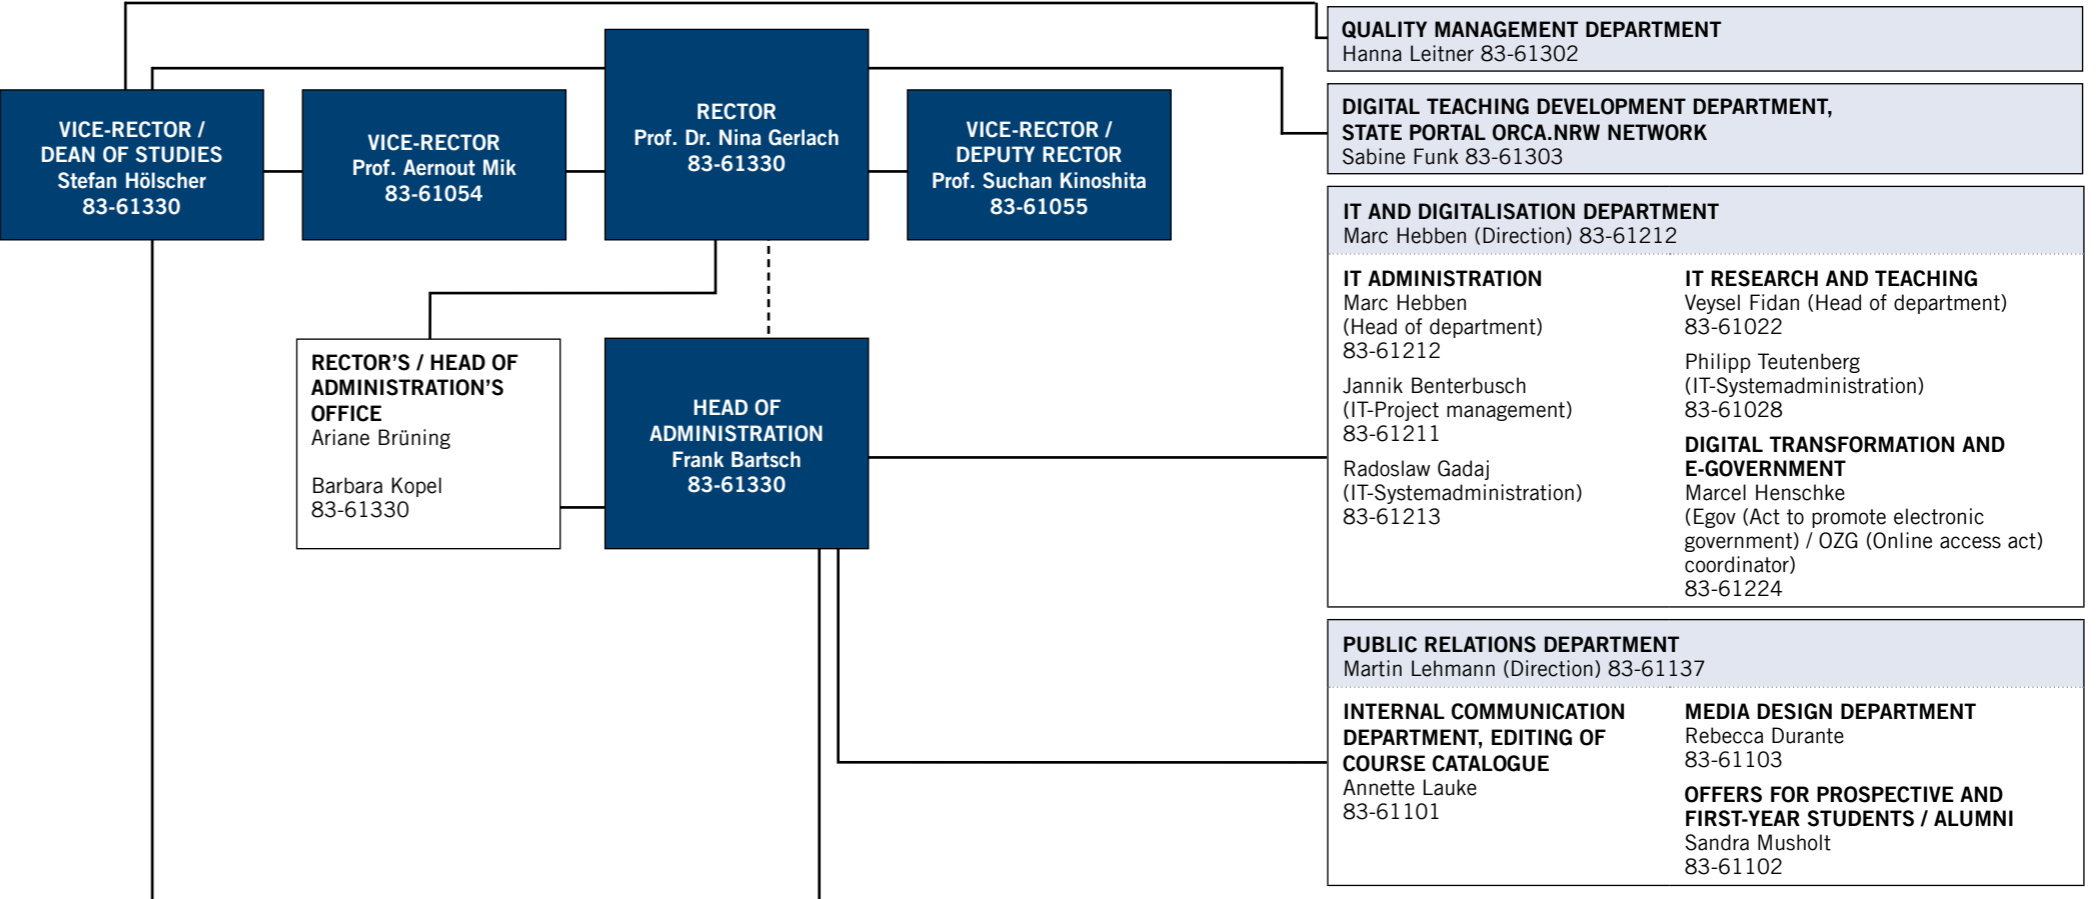 VICE-RECTOR /
DEAN OF STUDIES
Stefan Hölscher
83-61330
VICE-RECTOR
Prof. Aernout Mik
83-61054
RECTOR
Prof. Dr. Nina Gerlach
83-61330
VICE-RECTOR /
DEPUTY RECTOR
Prof. Suchan Kinoshita
83-61055
RECTOR’S / HEAD OF
ADMINISTRATION’S
OFFICE
Ariane Brüning
Barbara Kopel
83-61330
HEAD OF
ADMINISTRATION
Frank Bartsch
83-61330
QUALITY MANAGEMENT DEPARTMENT
Hanna Leitner 83-61302
DIGITAL TEACHING DEVELOPMENT DEPARTMENT,
STATE PORTAL ORCA.NRW NETWORK
Sabine Funk 83-61303
IT AND DIGITALISATION DEPARTMENT
Marc Hebben (Direction) 83-61212
IT ADMINISTRATION
Marc Hebben
(Head of department)
83-61212
Jannik Benterbusch
(IT-Project management)
83-61211
Radoslaw Gadaj
(IT-Systemadministration)
83-61213
IT RESEARCH AND TEACHING
Veysel Fidan (Head of department)
83-61022
Philipp Teutenberg
(IT-Systemadministration)
83-61028
DIGITAL TRANSFORMATION AND
E-GOVERNMENT
Marcel Henschke
(Egov (Act to promote electronic
government) / OZG (Online access act)
coordinator)
83-61224
PUBLIC RELATIONS DEPARTMENT
Martin Lehmann (Direction) 83-61137
INTERNAL COMMUNICATION
DEPARTMENT, EDITING OF
COURSE CATALOGUE
Annette Lauke
83-61101
MEDIA DESIGN DEPARTMENT
Rebecca Durante
83-61103
OFFERS FOR PROSPECTIVE AND
FIRST-YEAR STUDENTS / ALUMNI
Sandra Musholt
83-61102